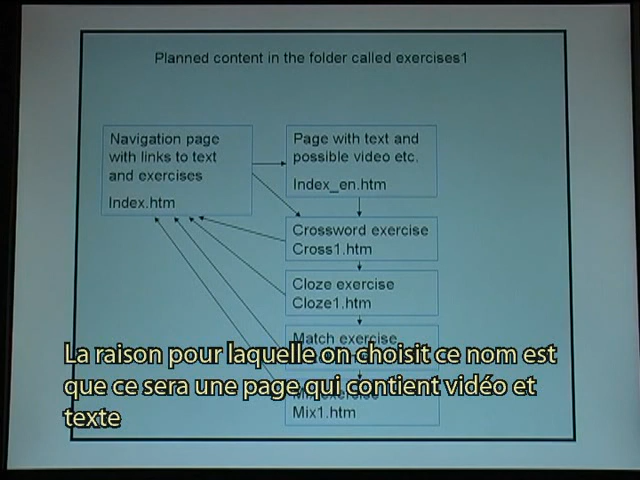 Planned content in the folder called exercises1
Navigation page
with links to text
and exercises
Index.htm
Page with text and
possible video etc.
Index_en.htm
Crossword exercise
Cross1.htm
Cloze exercise
Cloze1.htm
Match exercise
La raison pour laquelle on choisit ce nom est
que ce sera une page qui contient vidéo et
texte
Mix1.htm